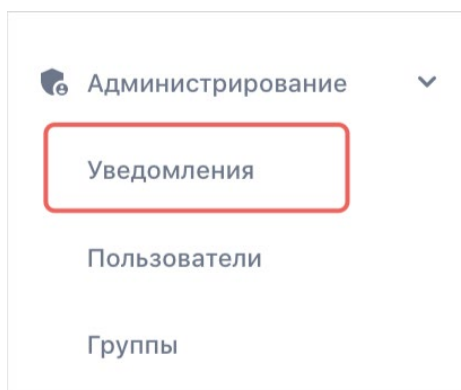 Администрирование
Уведомления
Пользователи
Группы